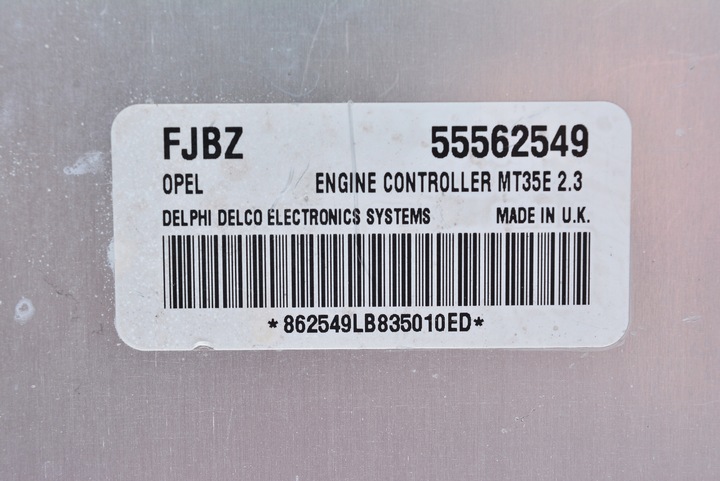 FJBZ 55562549
OPEL ENGINE CONTROLLER MT35E 2.3
DELPHI DELCO ELECTRONICS SYSTEMS MADE IN U.K.
*862549LB835010ED*